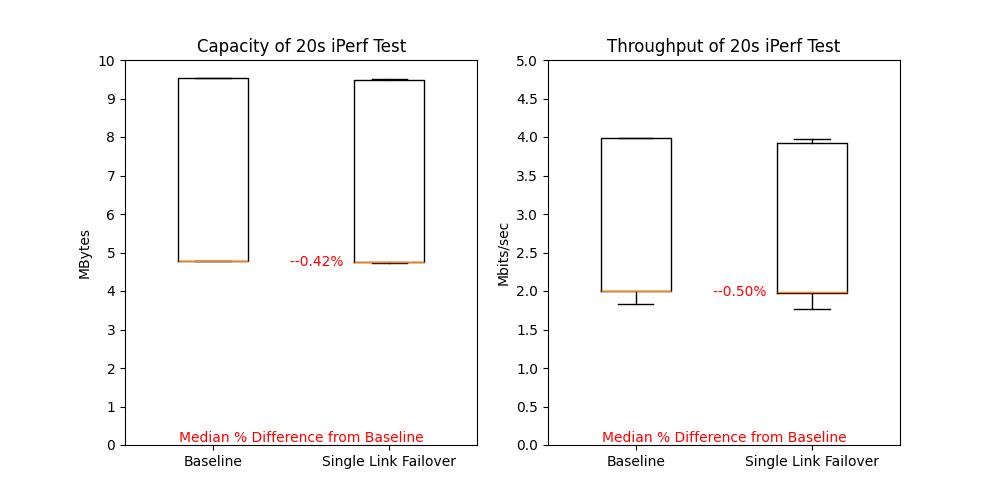 Capacity of 20s iPerf Test
MBytes
10
9
8
7
6
5
4
3
2
1
0
--0.42%
Median % Difference from Baseline
Baseline
Single Link Failover
Throughput of 20s iPerf Test
Mbits/sec
5.0
4.5
4.0
3.5
3.0
2.5
2.0
1.5
1.0
0.5
0.0
--0.50%
Median % Difference from Baseline
Baseline
Single Link Failover